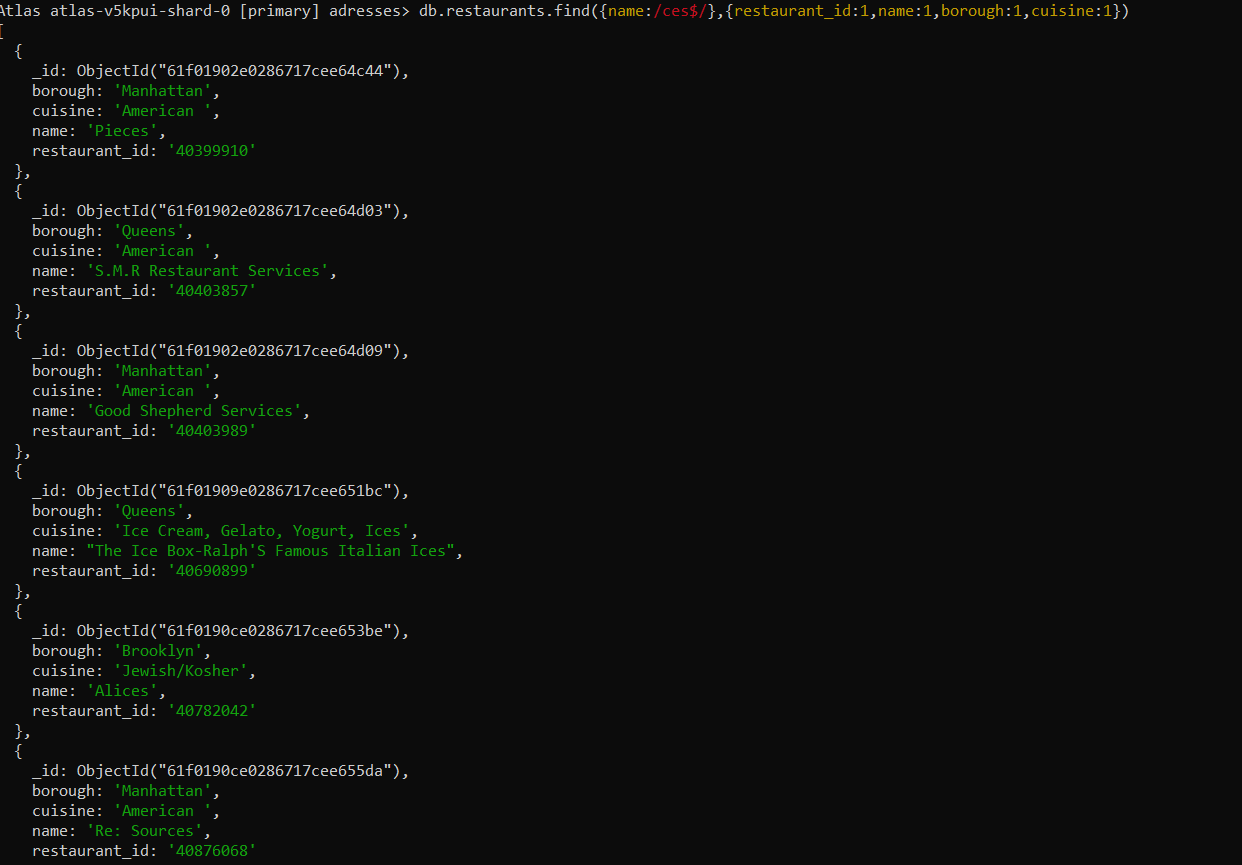 Atlas atlas-v5kpui-shard-0 [primary] adresses> db.restaurants.find({name:/ces$/},{restaurant_id:1,name:1,borough:1,cuisine:1})
[
  {
    _id: ObjectId("61f01902e0286717cee64c44"),
    borough: 'Manhattan',
    cuisine: 'American ',
    name: 'Pieces',
    restaurant_id: '40399910'
  },
  {
    _id: ObjectId("61f01902e0286717cee64d03"),
    borough: 'Queens',
    cuisine: 'American ',
    name: 'S.M.R Restaurant Services',
    restaurant_id: '40403857'
  },
  {
    _id: ObjectId("61f01902e0286717cee64d09"),
    borough: 'Manhattan',
    cuisine: 'American ',
    name: 'Good Shepherd Services',
    restaurant_id: '40403989'
  },
  {
    _id: ObjectId("61f01909e0286717cee651bc"),
    borough: 'Queens',
    cuisine: 'Ice Cream, Gelato, Yogurt, Ices',
    name: "The Ice Box-Ralph'S Famous Italian Ices",
    restaurant_id: '40690899'
  },
  {
    _id: ObjectId("61f0190ce0286717cee653be"),
    borough: 'Brooklyn',
    cuisine: 'Jewish/Kosher',
    name: 'Alices',
    restaurant_id: '40782042'
  },
  {
    _id: ObjectId("61f0190ce0286717cee655da"),
    borough: 'Manhattan',
    cuisine: 'American ',
    name: 'Re: Sources',
    restaurant_id: '40876068'